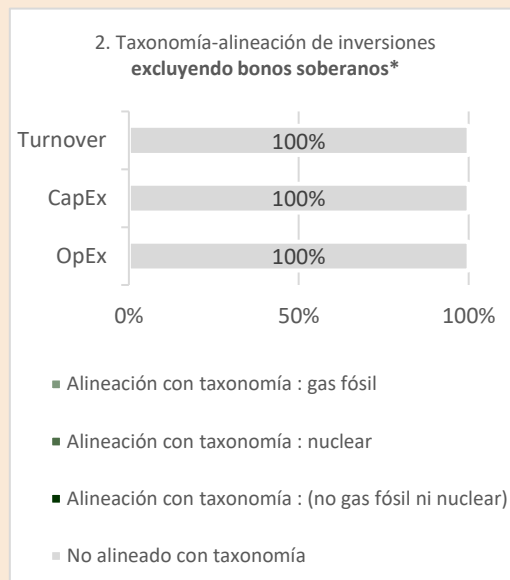 2. Taxonomía-alineación de inversiones
excluyendo bonos soberanos*
Turnover 100%
CapEx 100%
OpEx 100%
0% 50% 100%
Alineación con taxonomía : gas fósil
Alineación con taxonomía : nuclear
Alineación con taxonomía : (no gas fósil ni nuclear)
No alineado con taxonomía